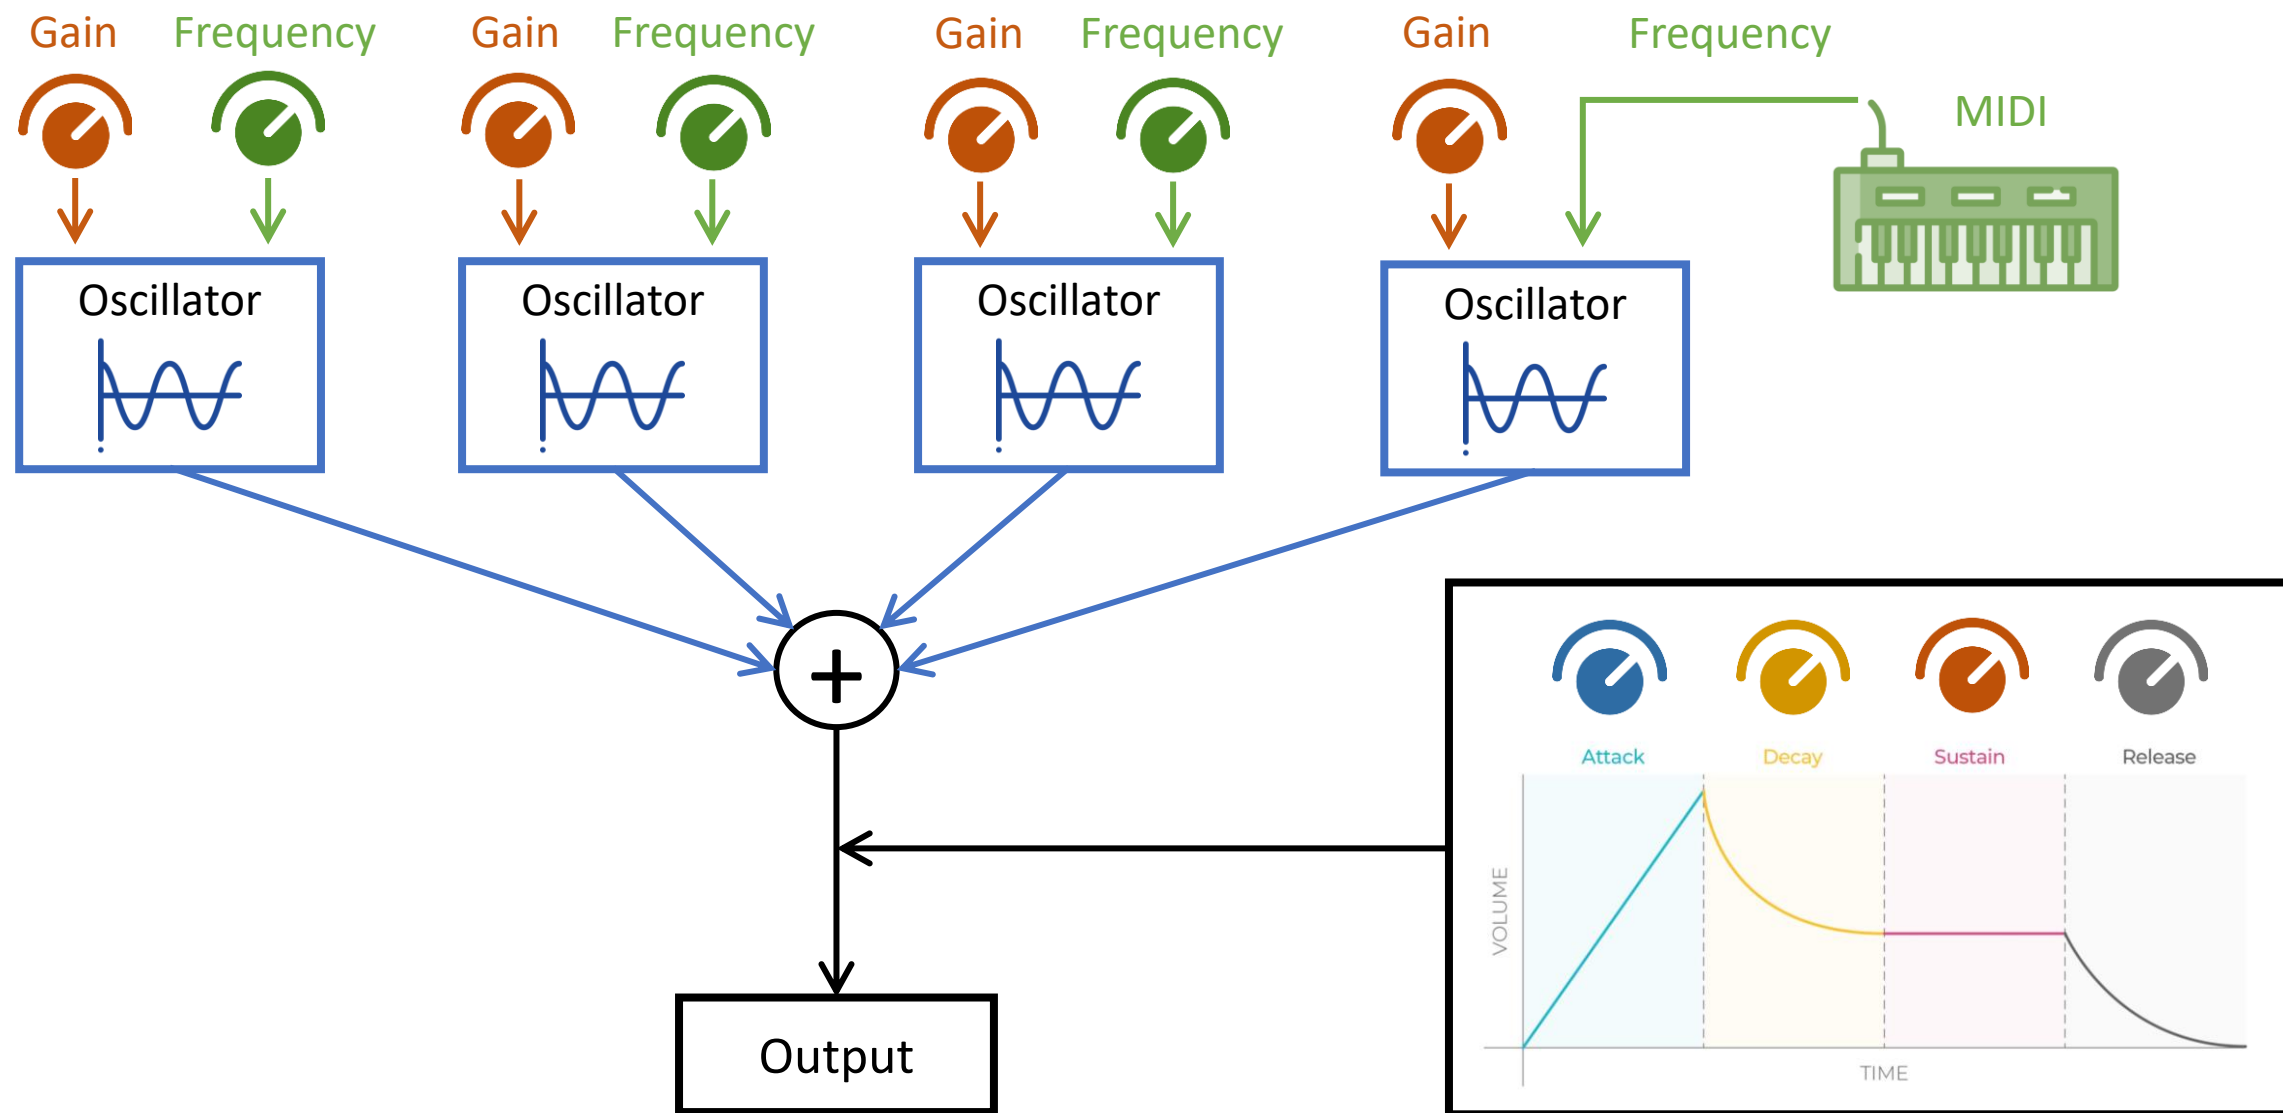 Gain Frequency Gain Frequency Gain Frequency Gain Frequency
MIDI
Oscillator Oscillator Oscillator Oscillator
+
Attack Decay Sustain Release
VOLUME
TIME
Output